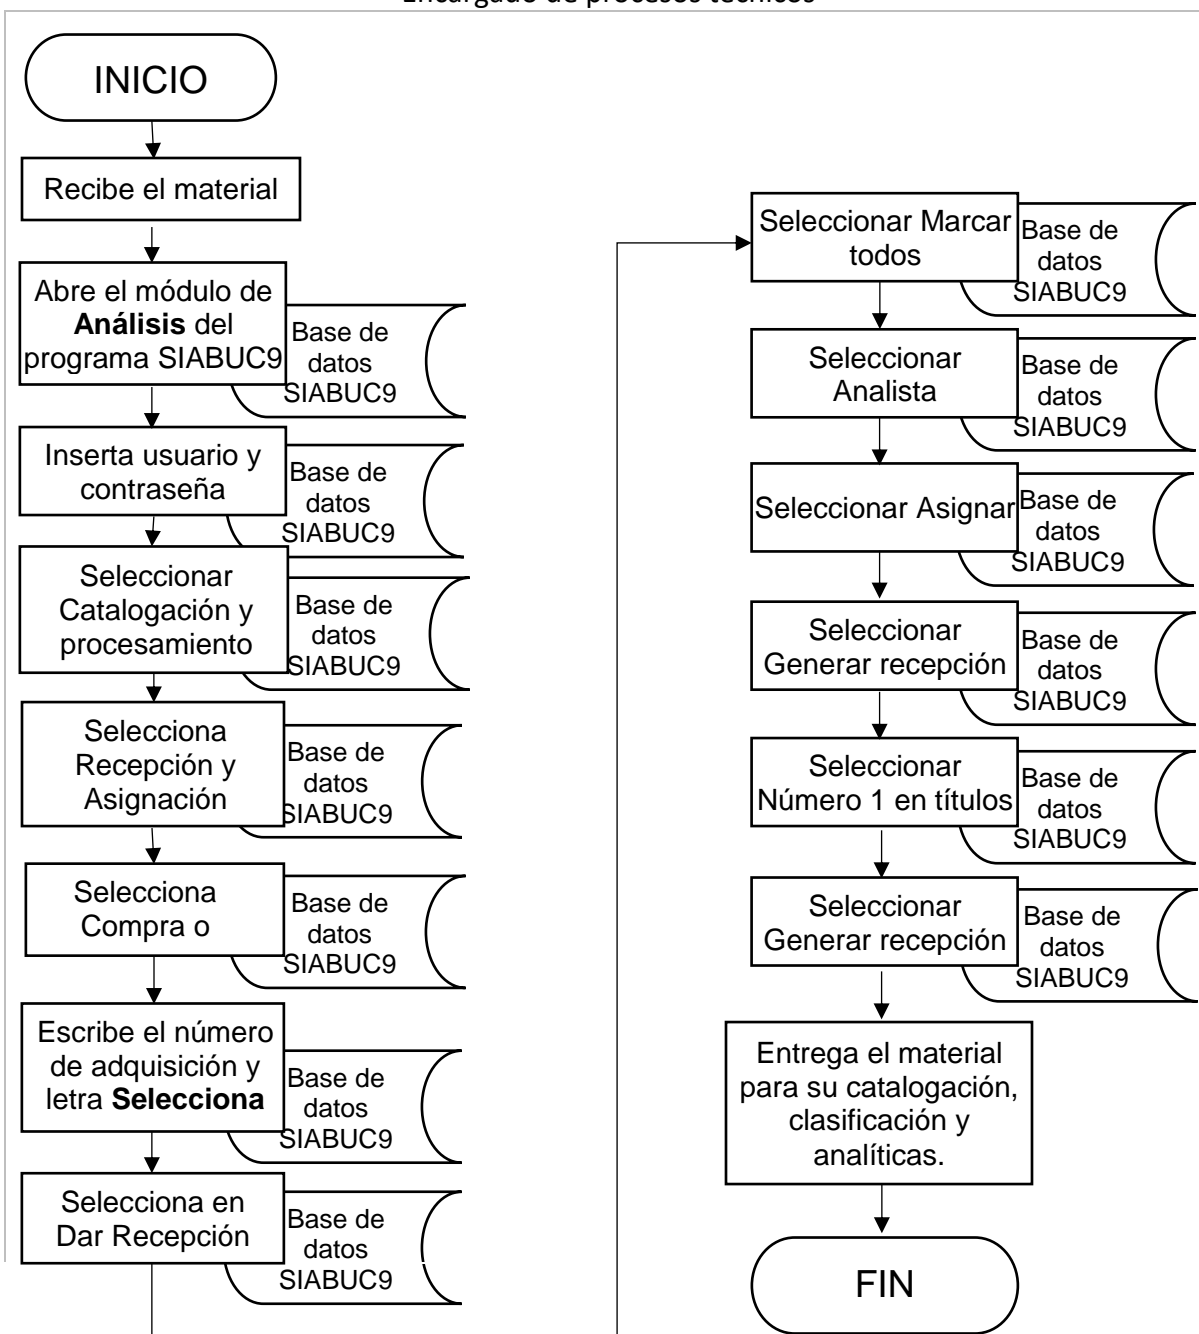 Encargado de procesos técnicos
INICIO
Recibe el material
Abre el módulo de
Análisis del
programa SIABUC9
Base de
datos
SIABUC9
Inserta usuario y
contraseña
Base de
datos
SIABUC9
Seleccionar
Catalogación y
procesamiento
Base de
datos
SIABUC9
Selecciona
Recepción y
Asignación
Base de
datos
SIABUC9
Selecciona
Compra o
Base de
datos
SIABUC9
Escribe el número
de adquisición y
letra Selecciona
Base de
datos
SIABUC9
Selecciona en
Dar Recepción
Base de
datos
SIABUC9
Seleccionar Marcar
todos
Base de
datos
SIABUC9
Seleccionar
Analista
Base de
datos
SIABUC9
Seleccionar Asignar
Base de
datos
SIABUC9
Seleccionar
Generar recepción
Base de
datos
SIABUC9
Seleccionar
Número 1 en títulos
Base de
datos
SIABUC9
Seleccionar
Generar recepción
Base de
datos
SIABUC9
Entrega el material
para su catalogación,
clasificación y
analíticas.
FIN